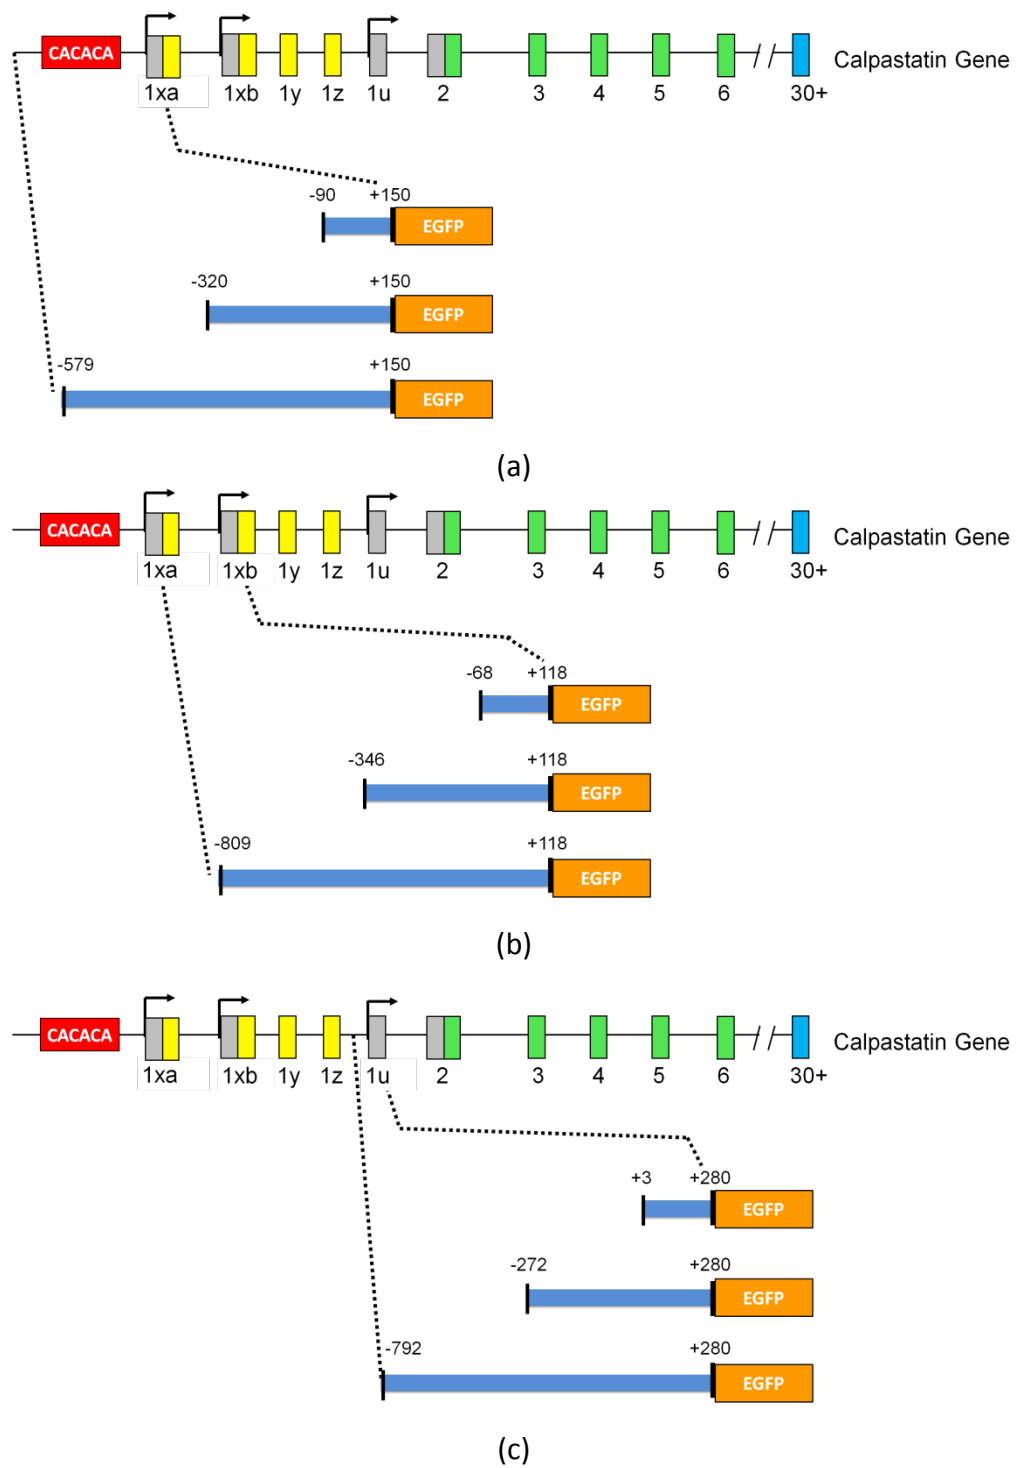 CACACA
Calpastatin Gene
1xa 1xb 1y 1z 1u 2 3 4 5 6 30+
-90 +150
EGFP
-320 +150
EGFP
-579 +150
EGFP
(a)
CACACA
Calpastatin Gene
1xa 1xb 1y 1z 1u 2 3 4 5 6 30+
-68 +118
EGFP
-346 +118
EGFP
-809 +118
EGFP
(b)
CACACA
Calpastatin Gene
1xa 1xb 1y 1z 1u 2 3 4 5 6 30+
+3 +280
EGFP
-272 +280
EGFP
-792 +280
EGFP
(c)